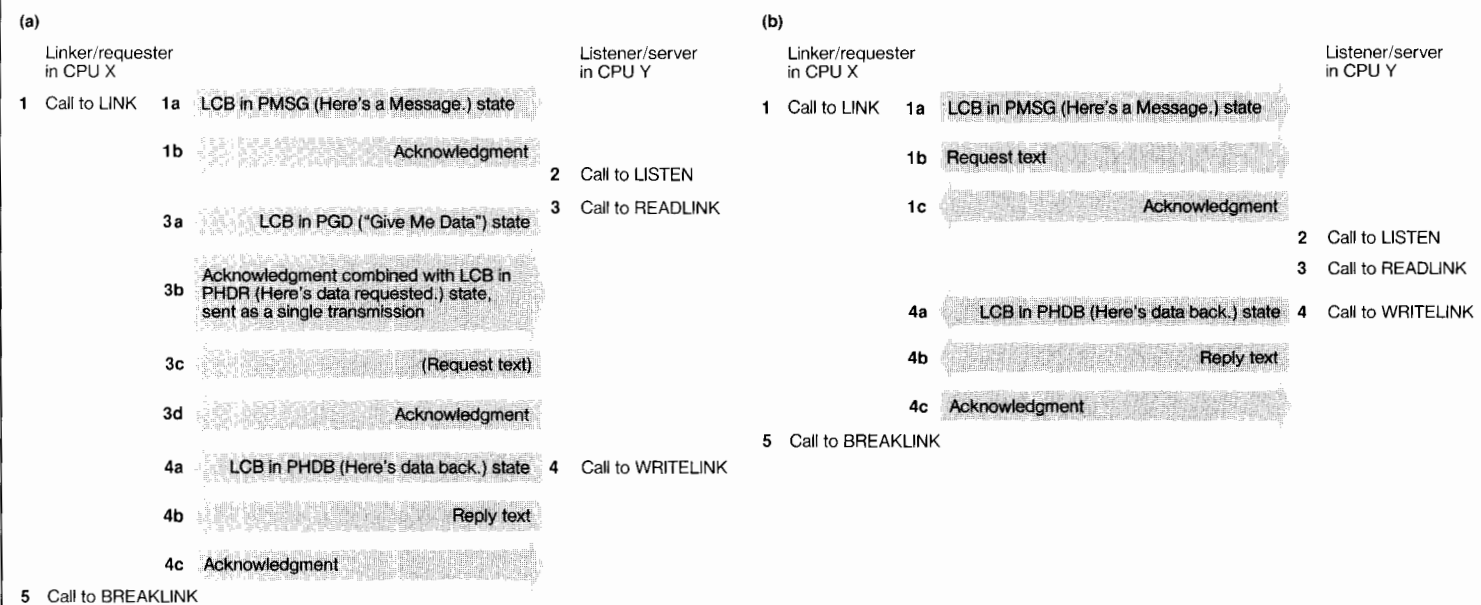 (a)
Linker/requester
in CPU X
Listener/server
in CPU Y
1 Call to LINK 1a LCB in PMSG (Here's a Message.) state
1b Acknowledgment
2 Call to LISTEN
3 Call to READLINK
3a LCB in PGD ("Give Me Data") state
3b Acknowledgment combined with LCB in
PHDR (Here's data requested.) state,
sent as a single transmission
3c (Request text)
3d Acknowledgment
4a LCB in PHDB (Here's data back.) state 4 Call to WRITELINK
4b Reply text
4c Acknowledgment
5 Call to BREAKLINK
(b)
Linker/requester
in CPU X
Listener/server
in CPU Y
1 Call to LINK 1a LCB in PMSG (Here's a Message.) state
1b Request text
1c Acknowledgment
2 Call to LISTEN
3 Call to READLINK
4a LCB in PHDB (Here's data back.) state 4 Call to WRITELINK
4b Reply text
4c Acknowledgment
5 Call to BREAKLINK